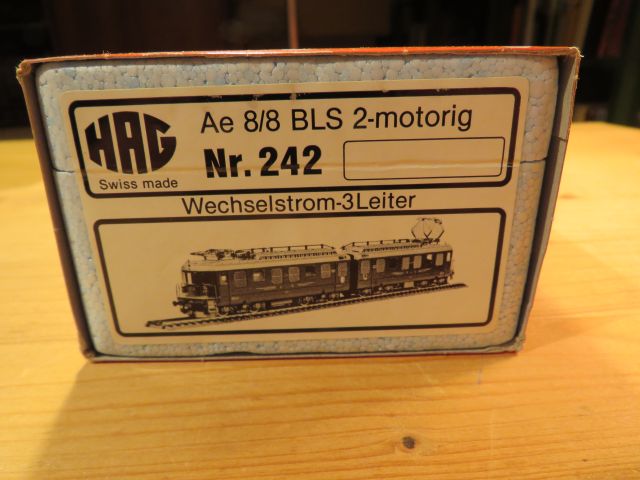 HAG
Swiss made
Ae 8/8 BLS 2-motorig
Nr. 242
Wechselstrom-3Leiter